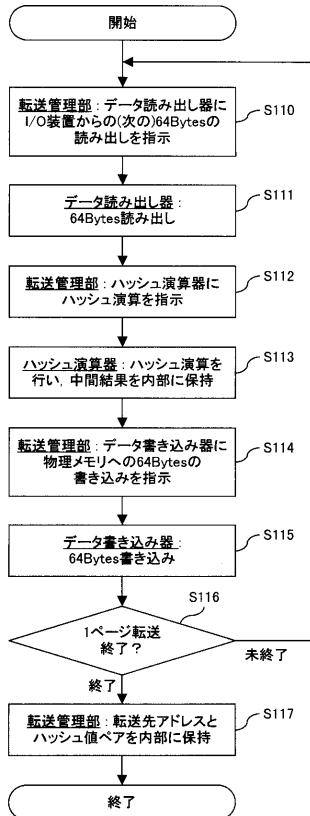 開始
転送管理部：データ読み出し器に
I/O装置からの(次の)64Bytesの
読み出しを指示
S110
データ読み出し器：
64Bytes読み出し
S111
転送管理部：ハッシュ演算器に
ハッシュ演算を指示
S112
ハッシュ演算器：ハッシュ演算を
行い，中間結果を内部に保持
S113
転送管理部：データ書き込み器に
物理メモリへの64Bytesの
書き込みを指示
S114
データ書き込み器：
64Bytes書き込み
S115
S116
1ページ転送
終了？
未終了
終了
転送管理部：転送先アドレスと
ハッシュ値ペアを内部に保持
S117
終了